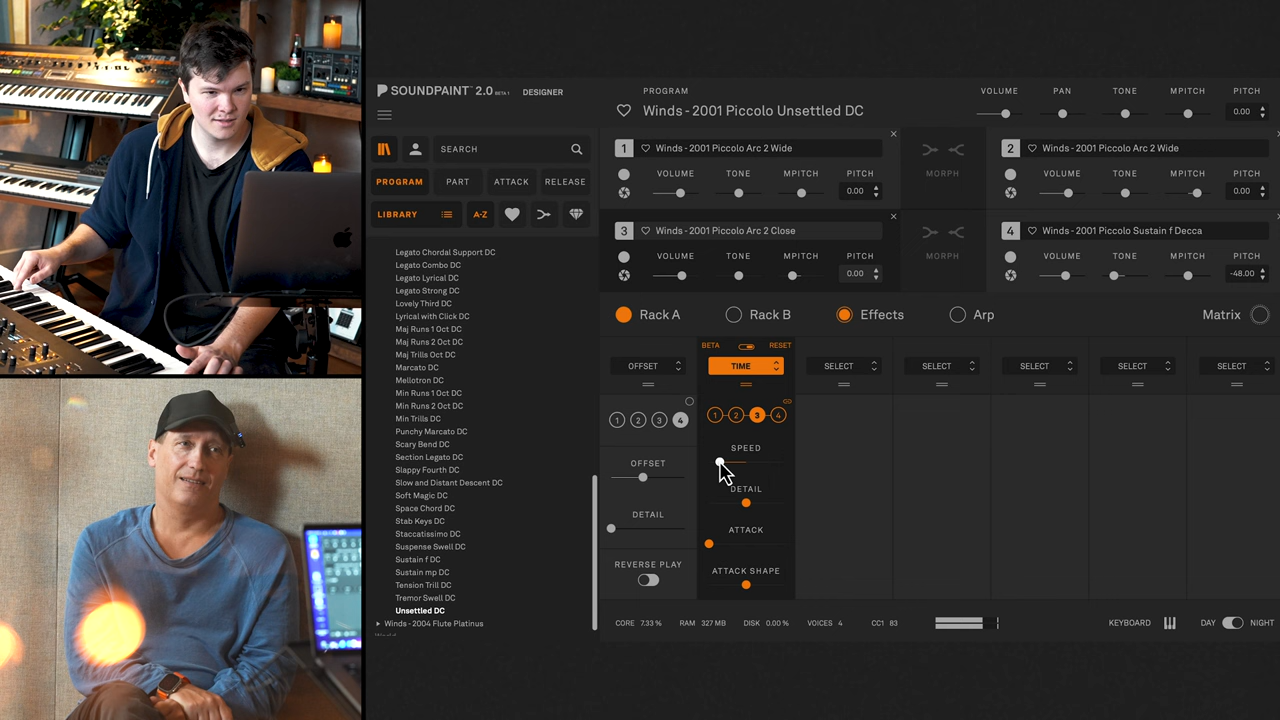 SOUNDPAINT™ 2.0 BETA 1 DESIGNER
PROGRAM
Winds - 2001 Piccolo Unsettled DC
VOLUME PAN TONE MPITCH PITCH
0.00
SEARCH
PROGRAM PART ATTACK RELEASE
LIBRARY A-Z
Legato Chordal Support DC
Legato Combo DC
Legato Lyrical DC
Legato Strong DC
Lovely Third DC
Lyrical with Click DC
Maj Runs 1 Oct DC
Maj Runs 2 Oct DC
Maj Trills Oct DC
Marcato DC
Mellotron DC
Min Runs 1 Oct DC
Min Runs 2 Oct DC
Min Trills DC
Punchy Marcato DC
Scary Bend DC
Section Legato DC
Slappy Fourth DC
Slow and Distant Descent DC
Soft Magic DC
Space Chord DC
Stab Keys DC
Staccatissimo DC
Suspense Swell DC
Sustain f DC
Sustain mp DC
Tension Trill DC
Tremor Swell DC
Unsettled DC
Winds - 2004 Flute Platinus
1 Winds - 2001 Piccolo Arc 2 Wide
VOLUME TONE MPITCH PITCH
0.00
MORPH
2 Winds - 2001 Piccolo Arc 2 Wide
VOLUME TONE MPITCH PITCH
0.00
3 Winds - 2001 Piccolo Arc 2 Close
VOLUME TONE MPITCH PITCH
0.00
MORPH
4 Winds - 2001 Piccolo Sustain f Decca
VOLUME TONE MPITCH PITCH
-48.00
Rack A Rack B Effects Arp Matrix
BETA RESET
OFFSET TIME SELECT SELECT SELECT SELECT SELECT
1 2 3 4
OFFSET
DETAIL
REVERSE PLAY
1 2 3 4
SPEED
DETAIL
ATTACK
ATTACK SHAPE
CORE 7.33 % RAM 327 MB DISK 0.00 % VOICES 4 CC1 83 KEYBOARD DAY NIGHT